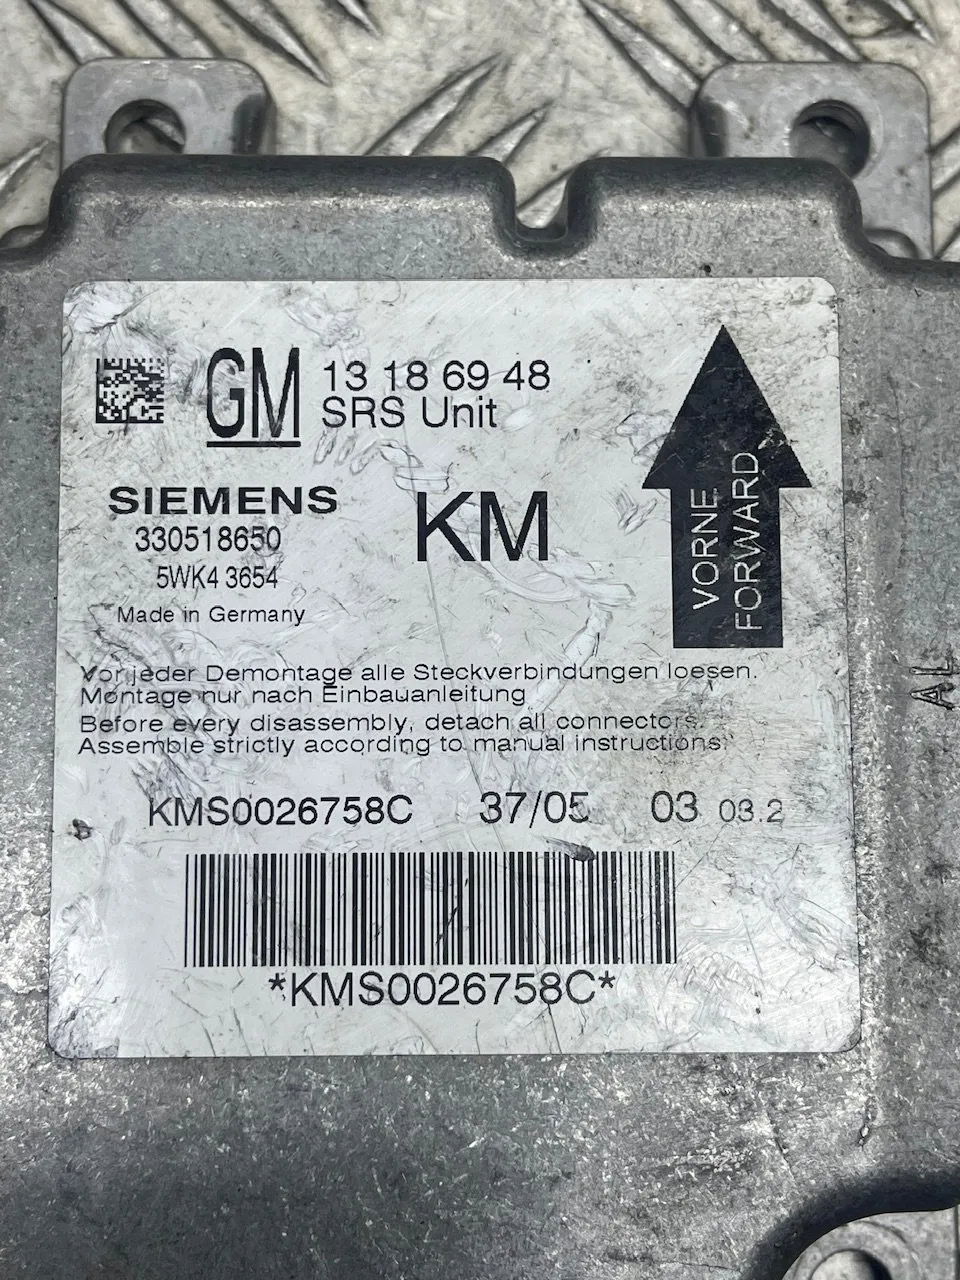 GM 13 18 69 48
SRS Unit
SIEMENS
330518650
5WK4 3654
Made in Germany
KM
VORNE
FORWARD
Vor jeder Demontage alle Steckverbindungen loesen.
Montage nur nach Einbauanleitung
Before every disassembly, detach all connectors.
Assemble strictly according to manual instructions.
KMS0026758C 37/05 03 03.2
*KMS0026758C*
AL